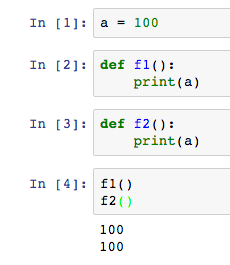 In [1]: a = 100
In [2]: def f1():
    print(a)
In [3]: def f2():
    print(a)
In [4]: f1()
f2()
100
100